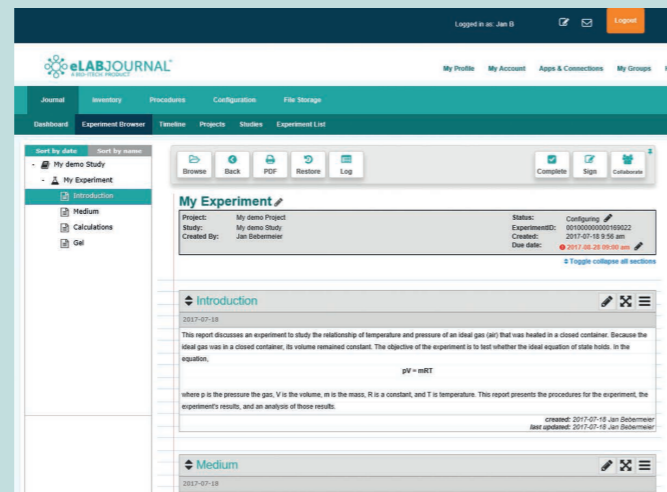 Logged in as: Jan B
Logout
eLABJOURNAL
A BIO-ITECH PRODUCT
My Profile My Account Apps & Connections My Groups
Journal Inventory Procedures Configuration File Storage
Dashboard Experiment Browser Timeline Projects Studies Experiment List
Sort by date Sort by name
- My demo Study
- My Experiment
Introduction
Medium
Calculations
Gel
Browse Back PDF Restore Log Complete Sign Collaborate
My Experiment
Project: My demo Project Status: Configuring
Study: My demo Study ExperimentID: 001000000000169022
Created By: Jan Bebermeier Created: 2017-07-18 9:56 am
Due date: 2017-08-28 09:00 am
Toggle collapse all sections
Introduction
2017-07-18
This report discusses an experiment to study the relationship of temperature and pressure of an ideal gas (air) that was heated in a closed container. Because the
ideal gas was in a closed container, its volume remained constant. The objective of the experiment is to test whether the ideal equation of state holds. In the
equation,
pV = mRT
where p is the pressure the gas, V is the volume, m is the mass, R is a constant, and T is temperature. This report presents the procedures for the experiment, the
experiment's results, and an analysis of those results.
created: 2017-07-18 Jan Bebermeier
last updated: 2017-07-18 Jan Bebermeier
Medium
2017-07-18